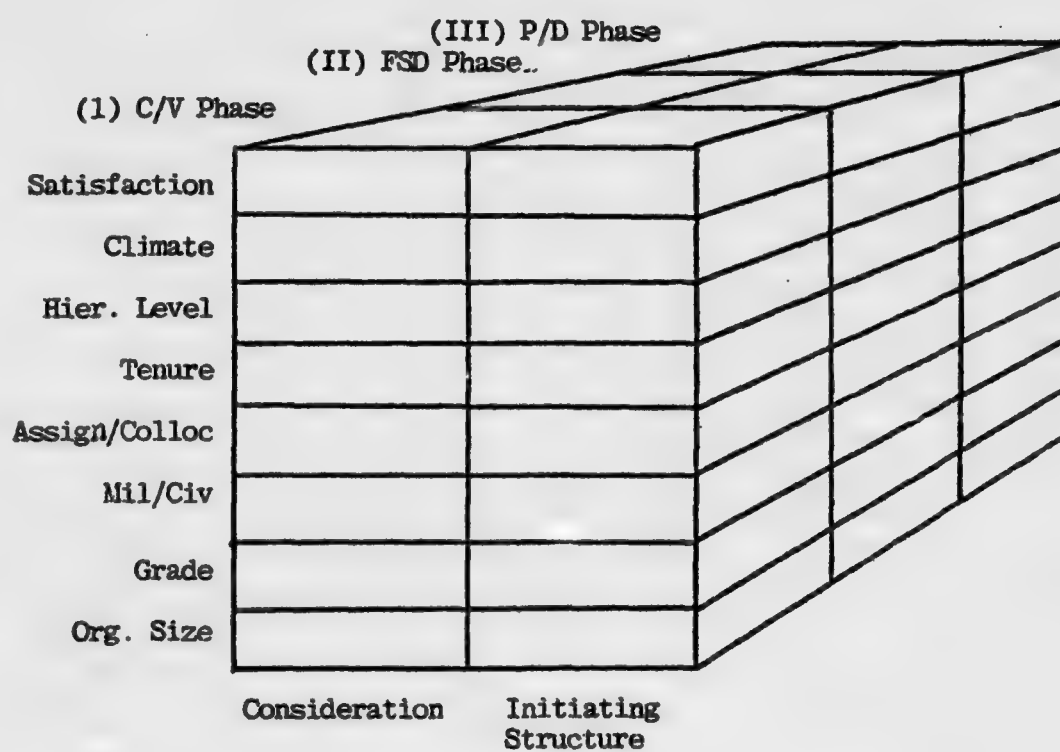 (III) P/D Phase
(II) FSD Phase..
(1) C/V Phase
Satisfaction
Climate
Hier. Level
Tenure
Assign/Colloc
Mil/Civ
Grade
Org. Size
Consideration
Initiating
Structure